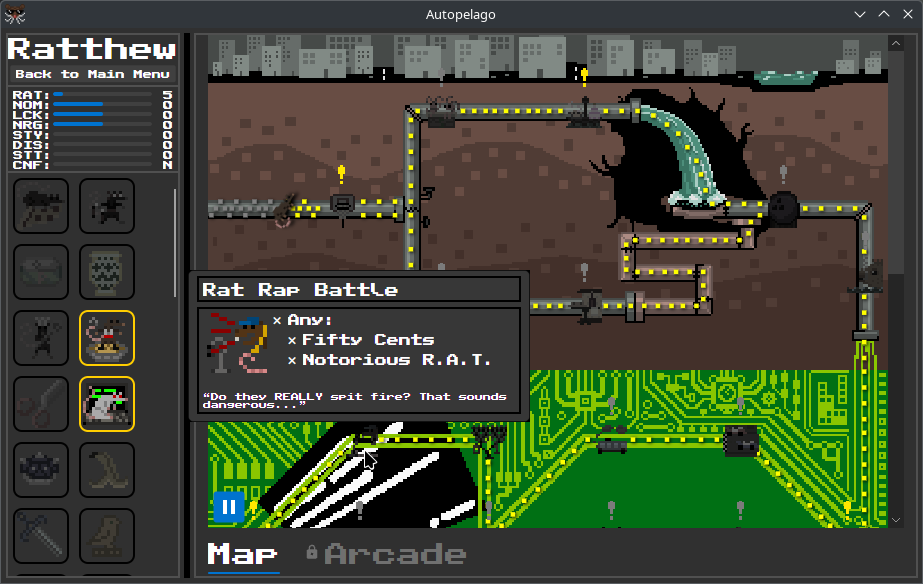 Autopelago
Ratthew
Back to Main Menu
RAT: 5
NOM: 0
LCK: 0
NRG: 0
STY: 0
DIS: 0
STT: 0
CNF: N
Rat Rap Battle
× Any:
× Fifty Cents
× Notorious R.A.T.
“Do they REALLY spit fire? That sounds
dangerous...”
Map
Arcade